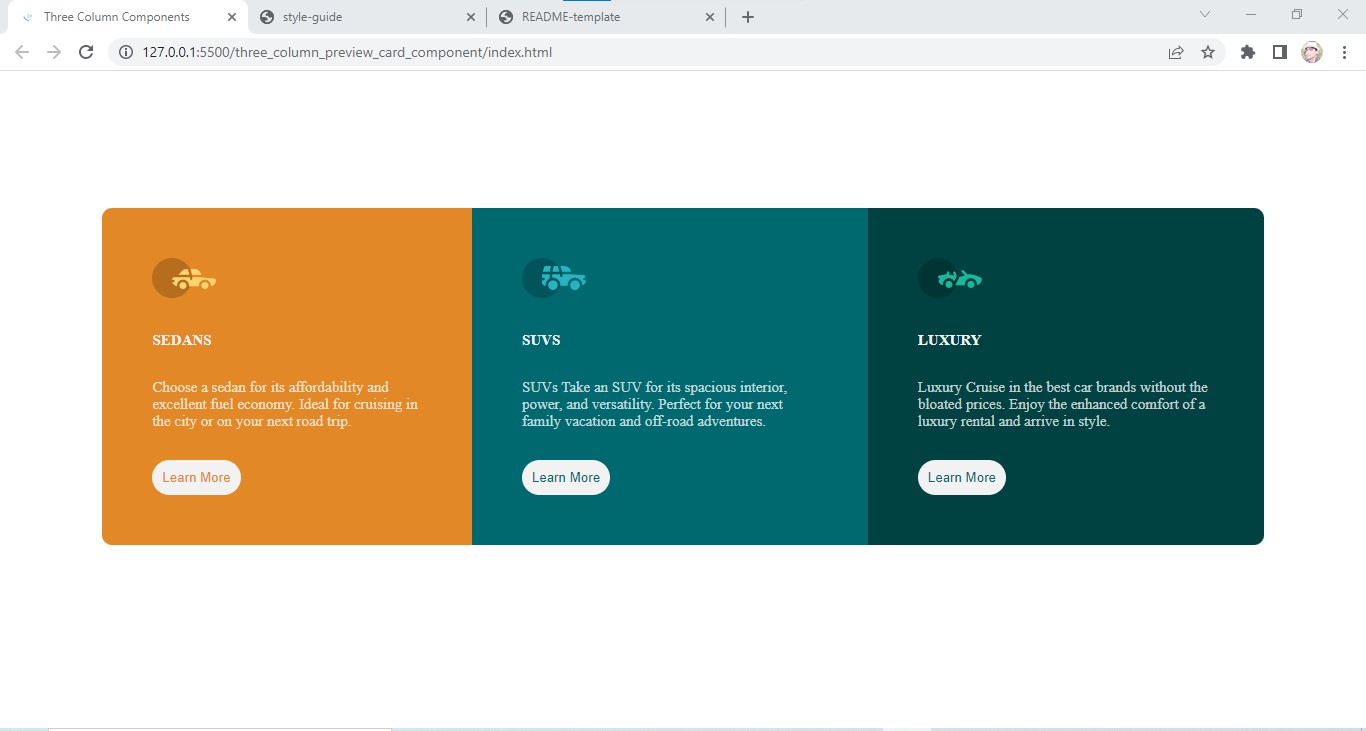 Three Column Components
style-guide
README-template
127.0.0.1:5500/three_column_preview_card_component/index.html
SEDANS
Choose a sedan for its affordability and
excellent fuel economy. Ideal for cruising in
the city or on your next road trip.
Learn More
SUVS
SUVs Take an SUV for its spacious interior,
power, and versatility. Perfect for your next
family vacation and off-road adventures.
Learn More
LUXURY
Luxury Cruise in the best car brands without the
bloated prices. Enjoy the enhanced comfort of a
luxury rental and arrive in style.
Learn More